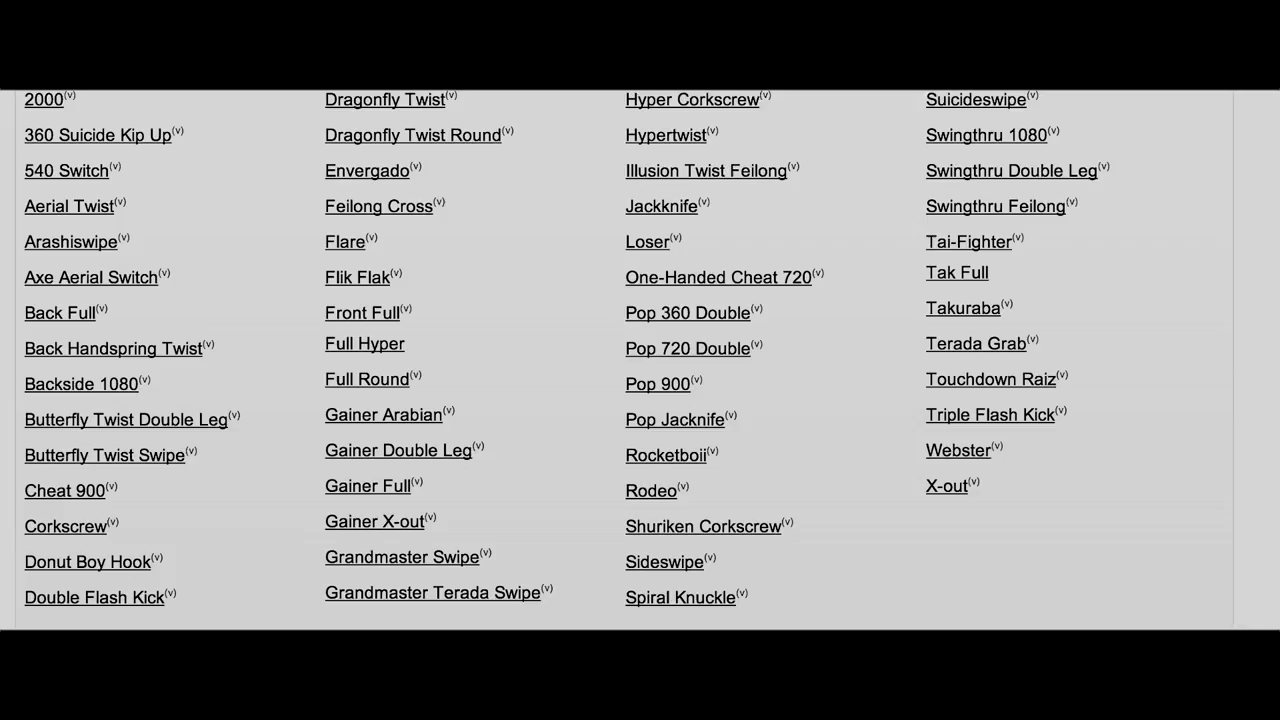 2000(v)
360 Suicide Kip Up(v)
540 Switch(v)
Aerial Twist(v)
Arashiswipe(v)
Axe Aerial Switch(v)
Back Full(v)
Back Handspring Twist(v)
Backside 1080(v)
Butterfly Twist Double Leg(v)
Butterfly Twist Swipe(v)
Cheat 900(v)
Corkscrew(v)
Donut Boy Hook(v)
Double Flash Kick(v)
Dragonfly Twist(v)
Dragonfly Twist Round(v)
Envergado(v)
Feilong Cross(v)
Flare(v)
Flik Flak(v)
Front Full(v)
Full Hyper
Full Round(v)
Gainer Arabian(v)
Gainer Double Leg(v)
Gainer Full(v)
Gainer X-out(v)
Grandmaster Swipe(v)
Grandmaster Terada Swipe(v)
Hyper Corkscrew(v)
Hypertwist(v)
Illusion Twist Feilong(v)
Jackknife(v)
Loser(v)
One-Handed Cheat 720(v)
Pop 360 Double(v)
Pop 720 Double(v)
Pop 900(v)
Pop Jacknife(v)
Rocketboii(v)
Rodeo(v)
Shuriken Corkscrew(v)
Sideswipe(v)
Spiral Knuckle(v)
Suicideswipe(v)
Swingthru 1080(v)
Swingthru Double Leg(v)
Swingthru Feilong(v)
Tai-Fighter(v)
Tak Full
Takuraba(v)
Terada Grab(v)
Touchdown Raiz(v)
Triple Flash Kick(v)
Webster(v)
X-out(v)